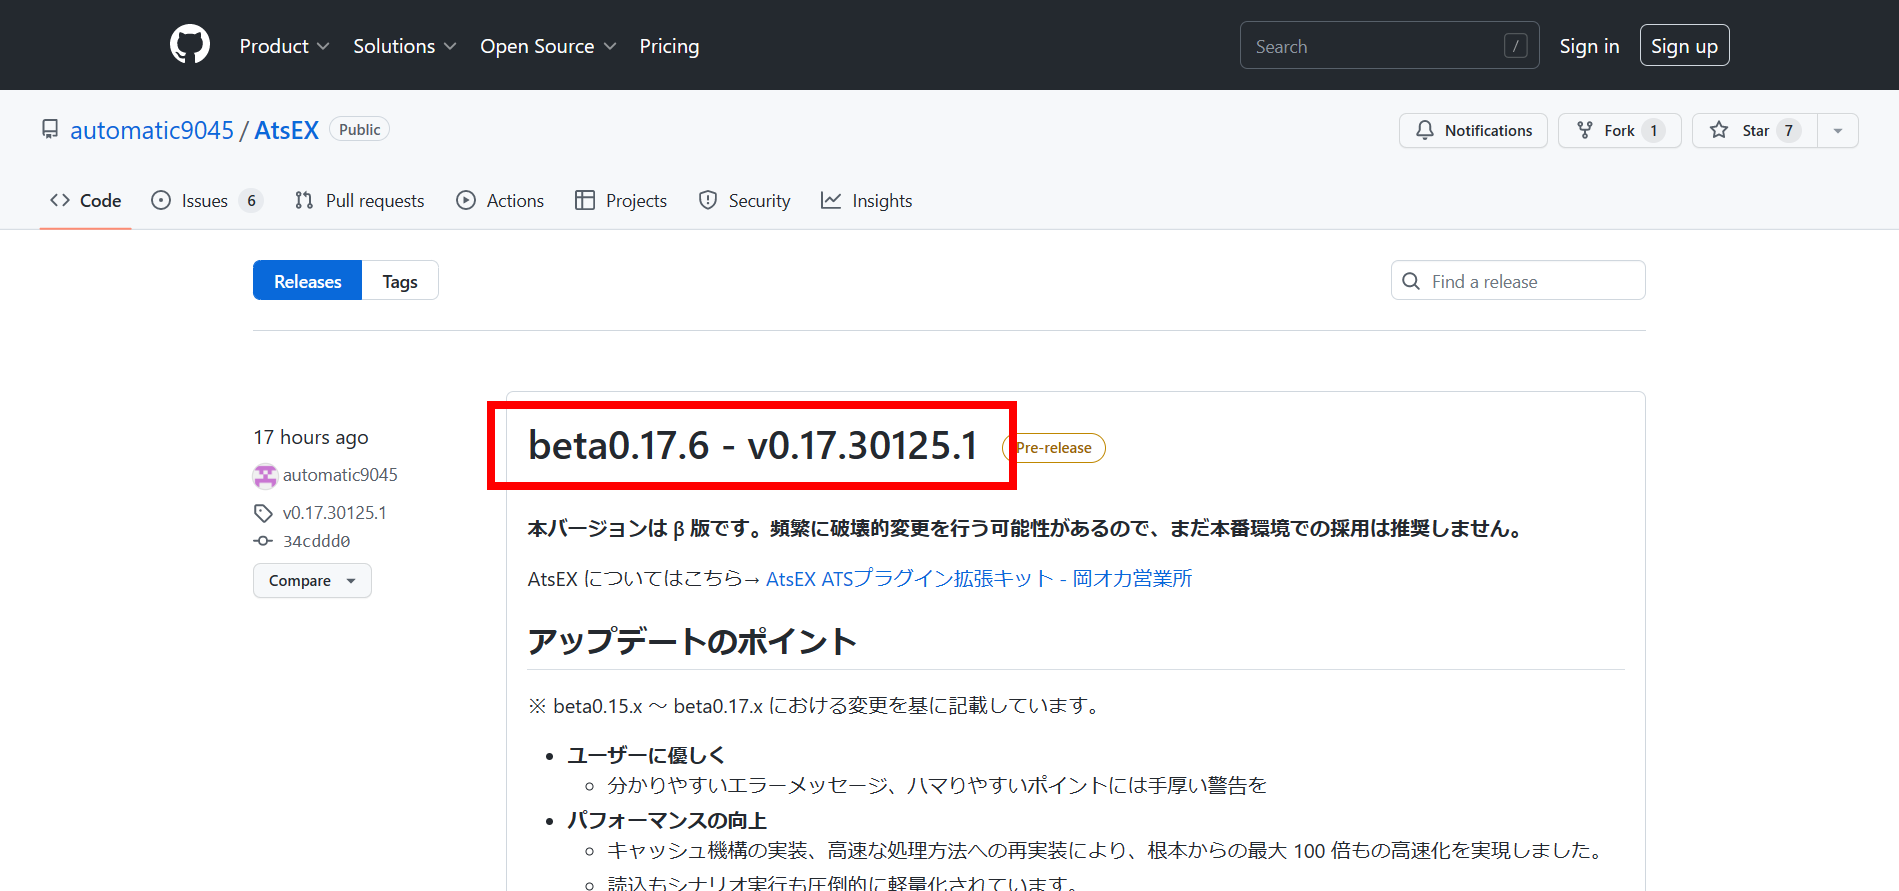 Product
Solutions
Open Source
Pricing
Search
/
Sign in
Sign up
automatic9045 / AtsEX
Public
Notifications
Fork 1
Star 7
Code
Issues 6
Pull requests
Actions
Projects
Security
Insights
Releases
Tags
Find a release
17 hours ago
automatic9045
v0.17.30125.1
34cddd0
Compare
beta0.17.6 - v0.17.30125.1
Pre-release
本バージョンは β 版です。頻繁に破壊的変更を行う可能性があるので、まだ本番環境での採用は推奨しません。
AtsEX についてはこちら→ AtsEX ATSプラグイン拡張キット - 岡オカ営業所
アップデートのポイント
※ beta0.15.x ～ beta0.17.x における変更を基に記載しています。
ユーザーに優しく
分かりやすいエラーメッセージ、ハマりやすいポイントには手厚い警告を
パフォーマンスの向上
キャッシュ機構の実装、高速な処理方法への再実装により、根本からの最大 100 倍もの高速化を実現しました。
読込もシナリオ実行も圧倒的に軽量化されています。